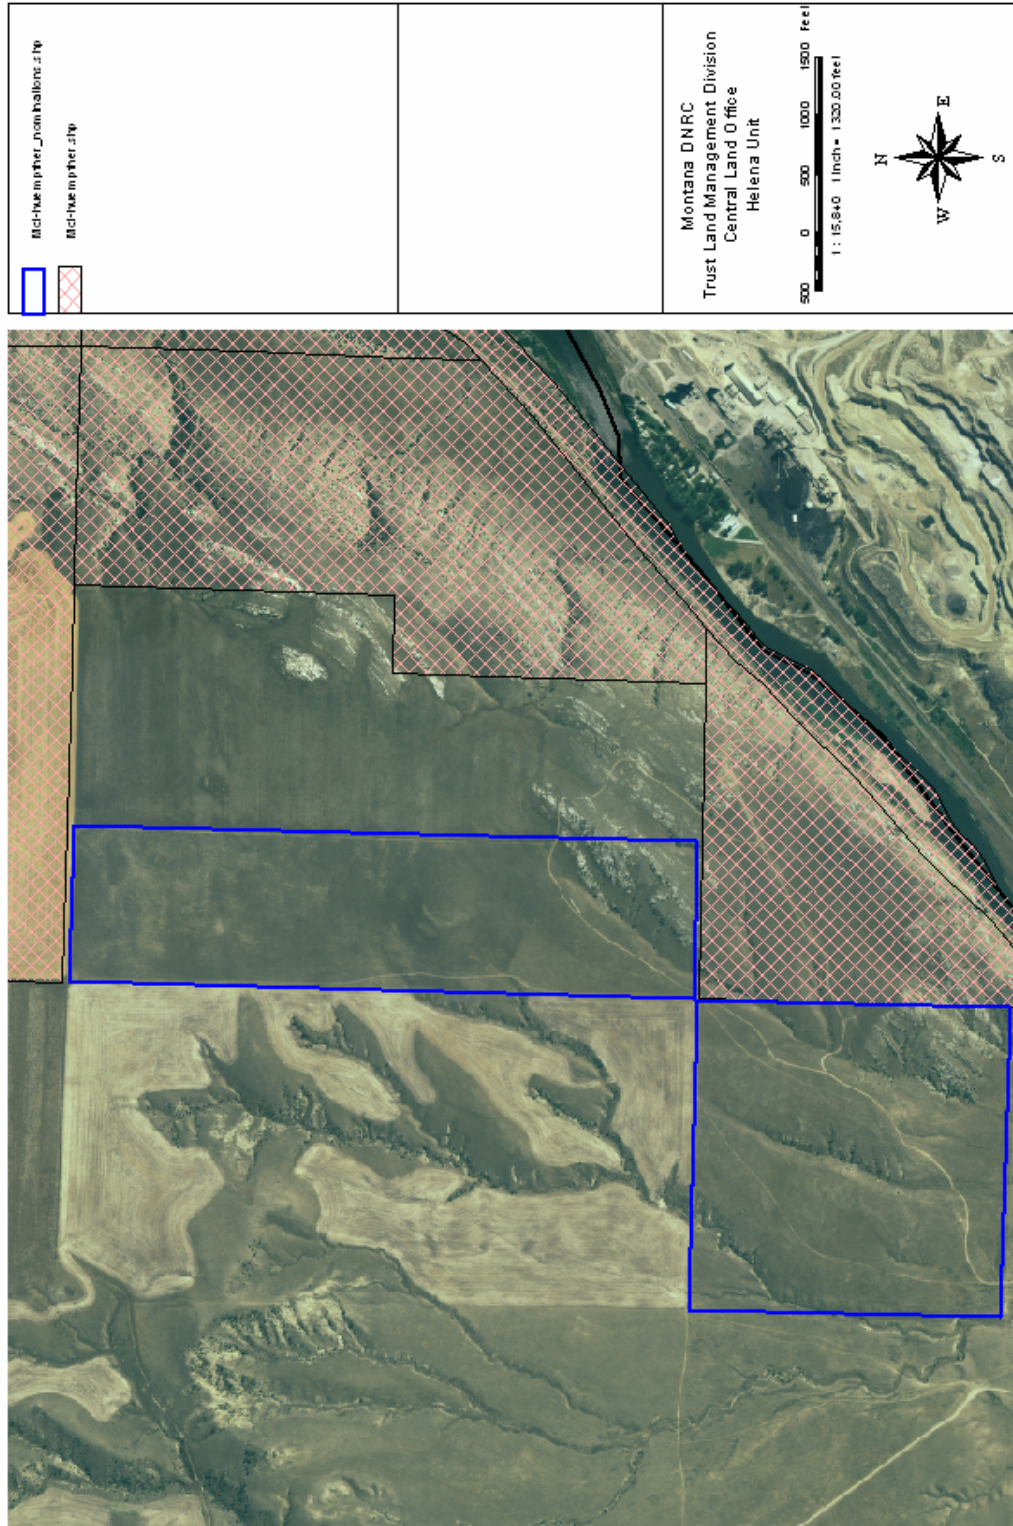 Mcl-huempther_nominations.shp
Mcl-huempther.shp
Montana DNRC
Trust Land Management Division
Central Land Office
Helena Unit
500 0 500 1000 1500 Feet
1 : 15,840 1 Inch = 1320.00 feet
N
W E
S